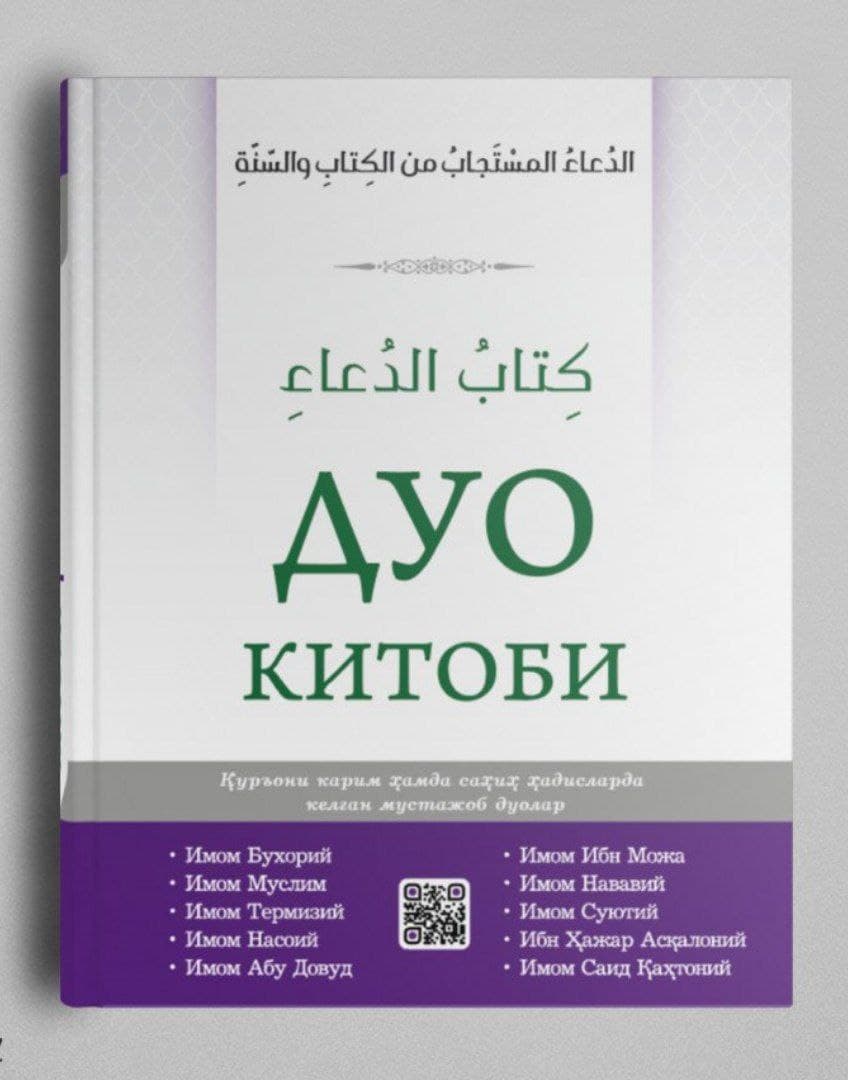 الدُعاءُ المسْتَجابُ من الكِتابِ والسّنّةِ
كِتابُ الدُعاءِ
ДУО
КИТОБИ
Қуръони карим ҳамда саҳиҳ ҳадисларда
келган мустажоб дуолар
• Имом Бухорий
• Имом Муслим
• Имом Термизий
• Имом Насоий
• Имом Абу Довуд
• Имом Ибн Можа
• Имом Нававий
• Имом Суютий
• Ибн Ҳажар Асқалоний
• Имом Саид Қаҳтоний